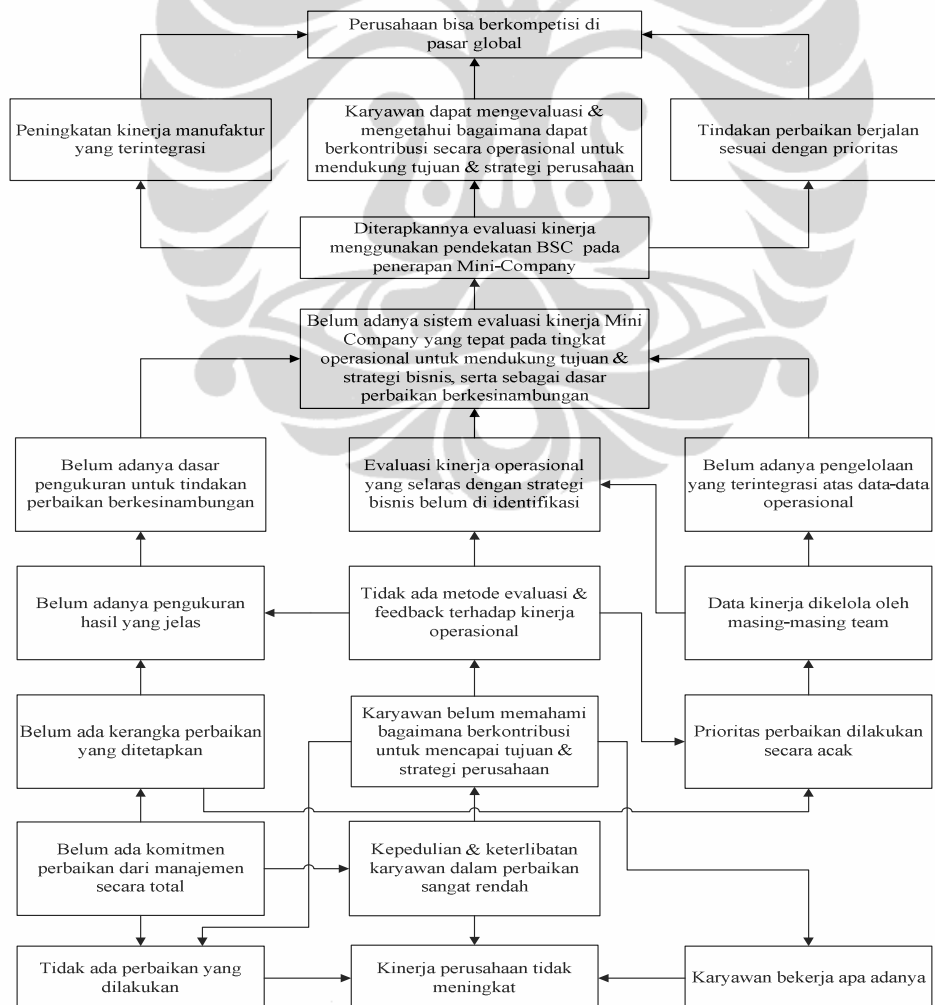 Perusahaan bisa berkompetisi di
pasar global
Peningkatan kinerja manufaktur
yang terintegrasi
Karyawan dapat mengevaluasi &
mengetahui bagaimana dapat
berkontribusi secara operasional untuk
mendukung tujuan & strategi perusahaan
Tindakan perbaikan berjalan
sesuai dengan prioritas
Diterapkannya evaluasi kinerja
menggunakan pendekatan BSC pada
penerapan Mini-Company
Belum adanya sistem evaluasi kinerja Mini
Company yang tepat pada tingkat
operasional untuk mendukung tujuan &
strategi bisnis, serta sebagai dasar
perbaikan berkesinambungan
Belum adanya dasar
pengukuran untuk tindakan
perbaikan berkesinambungan
Evaluasi kinerja operasional
yang selaras dengan strategi
bisnis belum di identifikasi
Belum adanya pengelolaan
yang terintegrasi atas data-data
operasional
Belum adanya pengukuran
hasil yang jelas
Tidak ada metode evaluasi &
feedback terhadap kinerja
operasional
Data kinerja dikelola oleh
masing-masing team
Belum ada kerangka perbaikan
yang ditetapkan
Karyawan belum memahami
bagaimana berkontribusi
untuk mencapai tujuan &
strategi perusahaan
Prioritas perbaikan dilakukan
secara acak
Belum ada komitmen
perbaikan dari manajemen
secara total
Kepedulian & keterlibatan
karyawan dalam perbaikan
sangat rendah
Tidak ada perbaikan yang
dilakukan
Kinerja perusahaan tidak
meningkat
Karyawan bekerja apa adanya